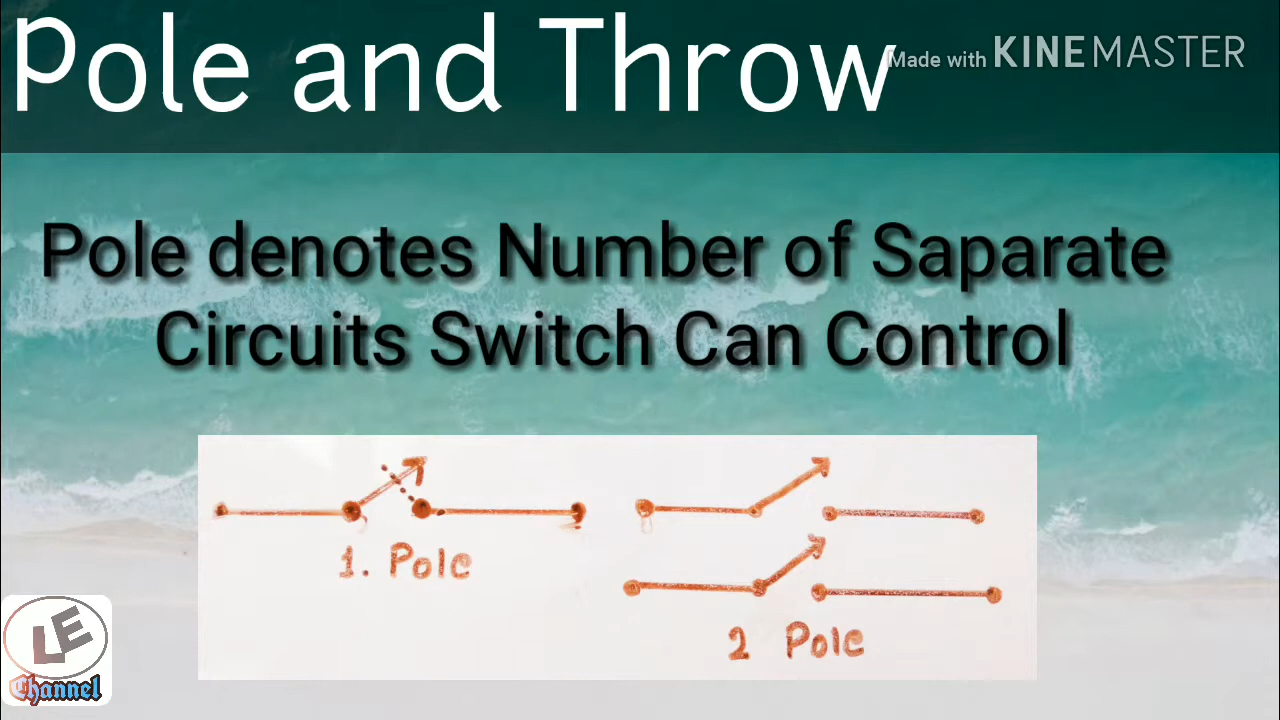 Pole and Throw
Made with KINEMASTER
Pole denotes Number of Saparate
Circuits Switch Can Control
1. Pole
2 Pole
LE
Channel